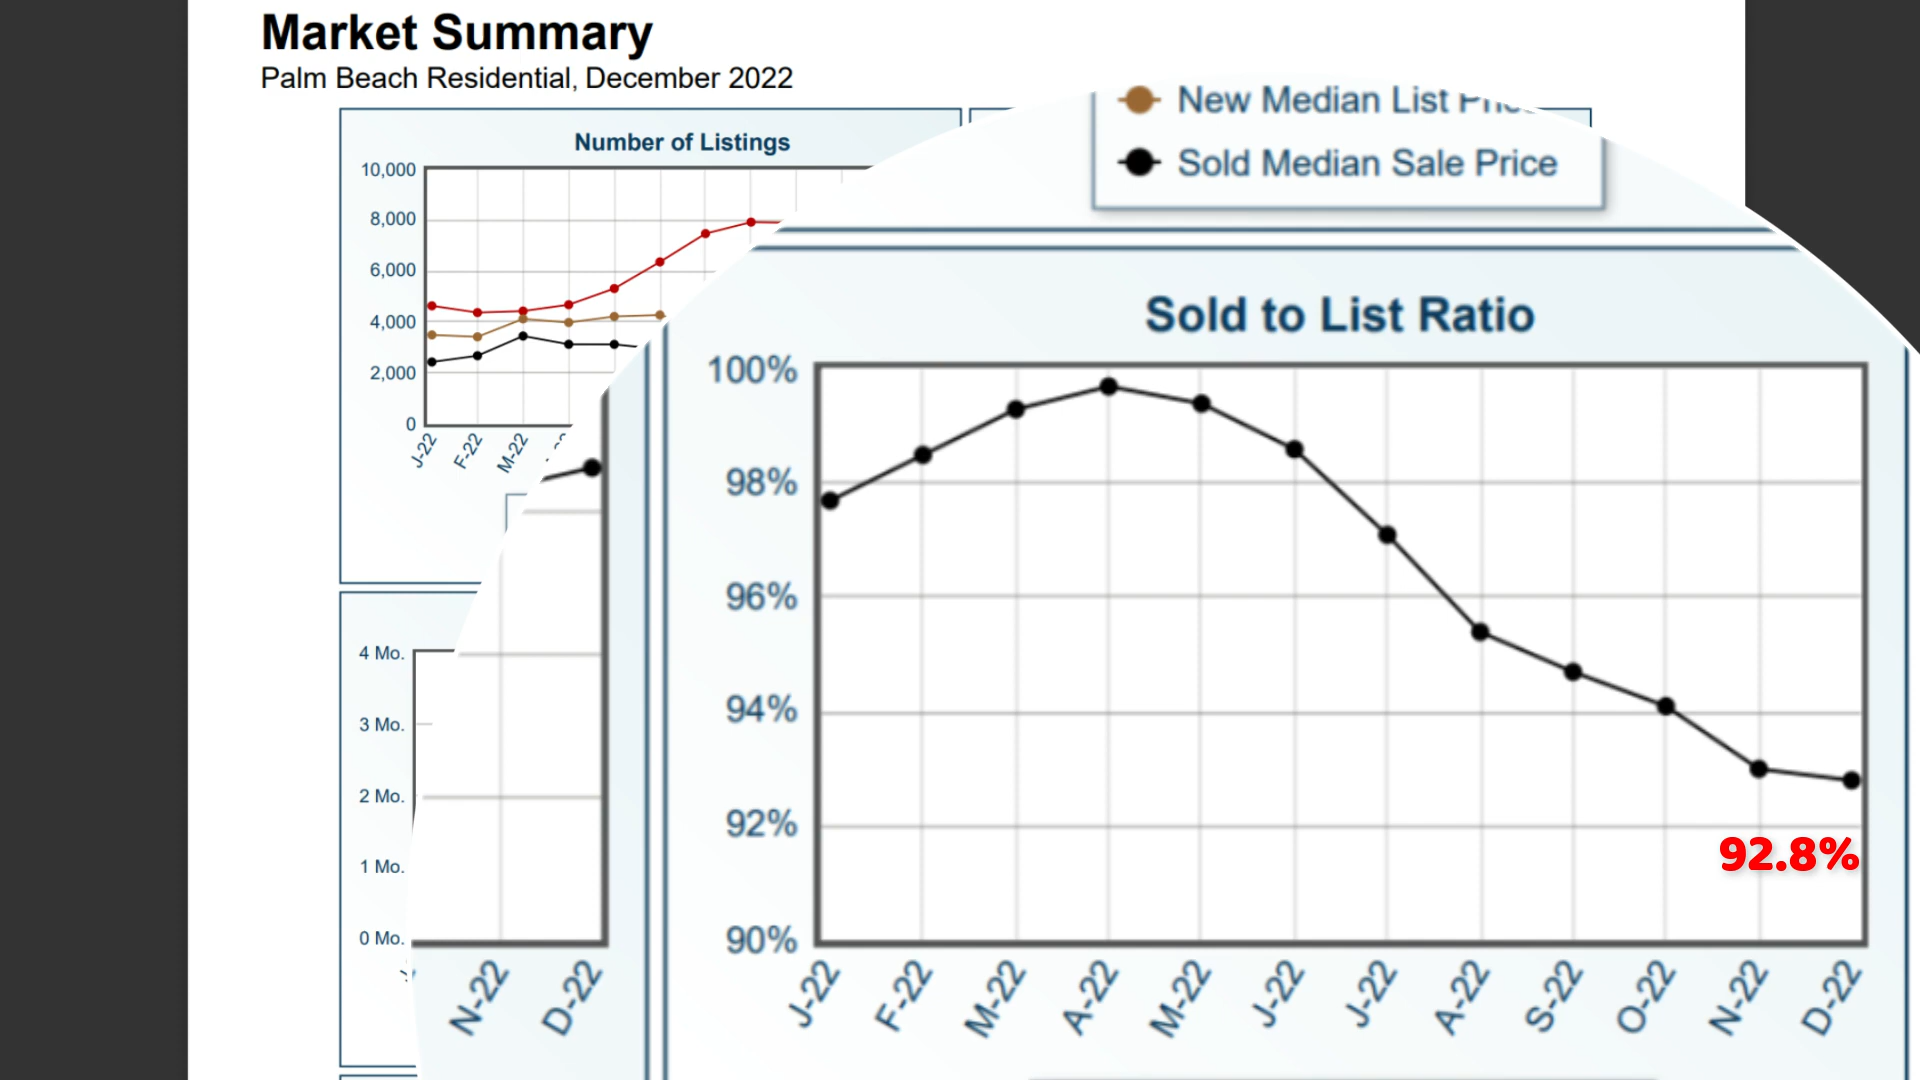 Market Summary
Palm Beach Residential, December 2022
New Median List
Sold Median Sale Price
Number of Listings
10,000
8,000
6,000
4,000
2,000
0
J-22
F-22
M-22
4 Mo.
3 Mo.
2 Mo.
1 Mo.
0 Mo.
N-22
D-22
Sold to List Ratio
100%
98%
96%
94%
92%
90%
92.8%
J-22
F-22
M-22
A-22
M-22
J-22
J-22
A-22
S-22
O-22
N-22
D-22